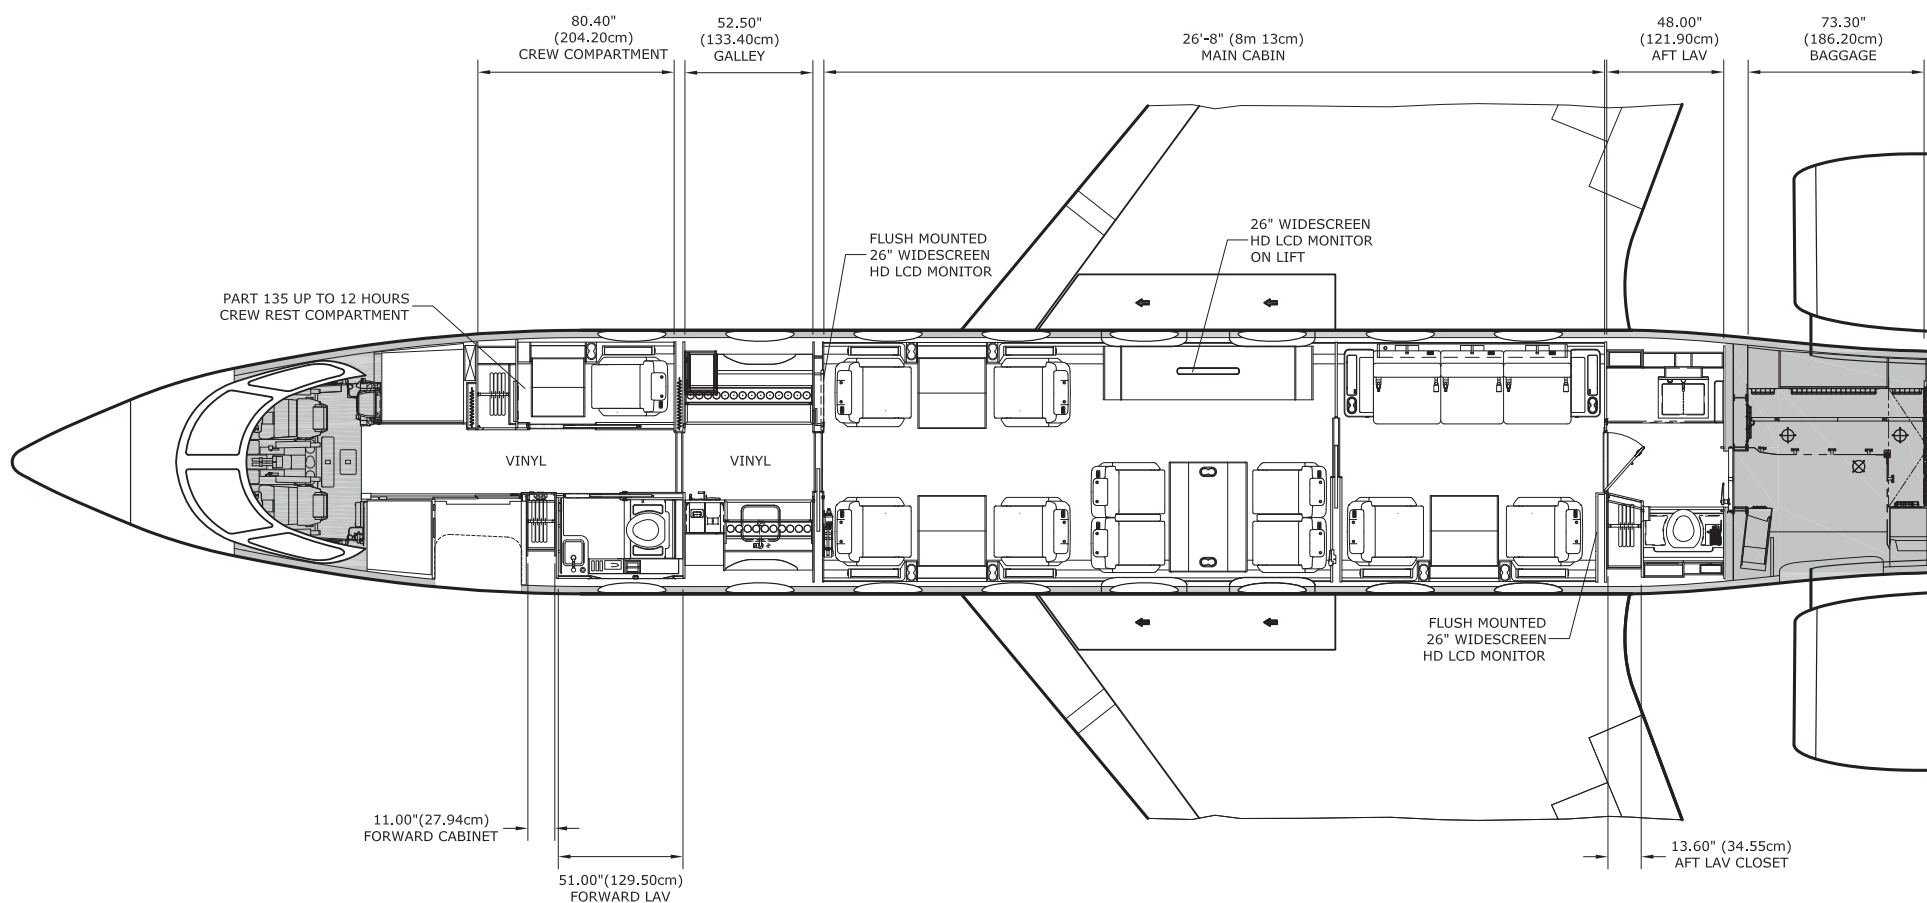 80.40"
(204.20cm)
CREW COMPARTMENT
52.50"
(133.40cm)
GALLEY
26'-8" (8m 13cm)
MAIN CABIN
48.00"
(121.90cm)
AFT LAV
73.30"
(186.20cm)
BAGGAGE
FLUSH MOUNTED
26" WIDESCREEN
HD LCD MONITOR
26" WIDESCREEN
HD LCD MONITOR
ON LIFT
PART 135 UP TO 12 HOURS
CREW REST COMPARTMENT
VINYL
VINYL
FLUSH MOUNTED
26" WIDESCREEN
HD LCD MONITOR
11.00"(27.94cm)
FORWARD CABINET
51.00"(129.50cm)
FORWARD LAV
13.60" (34.55cm)
AFT LAV CLOSET